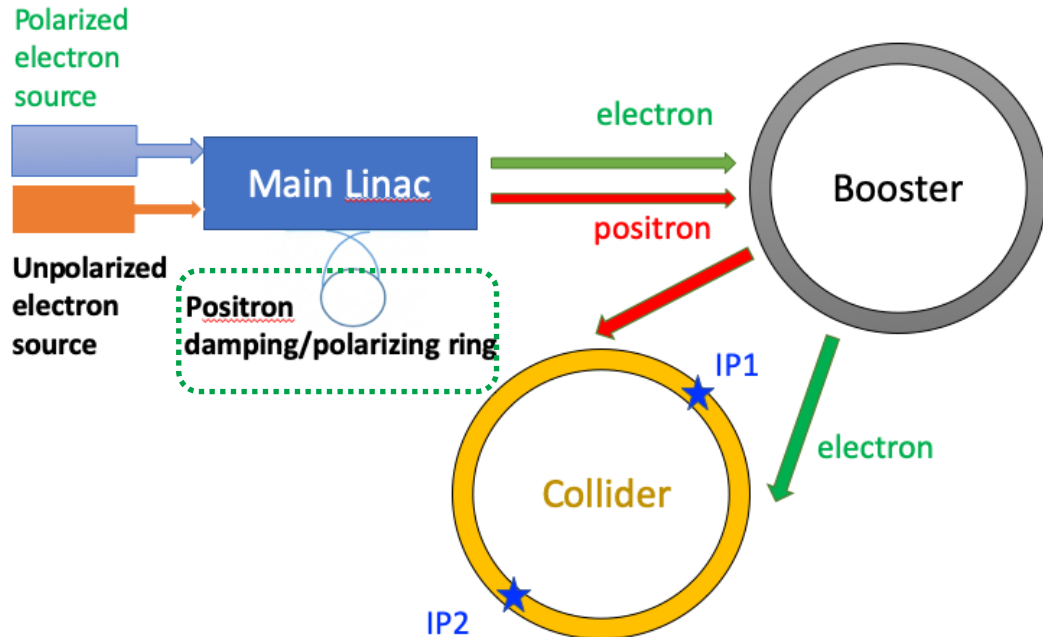 Polarized
electron
source
Main Linac
Unpolarized
electron
source
Positron
damping/polarizing ring
electron
positron
Booster
IP1
electron
Collider
IP2